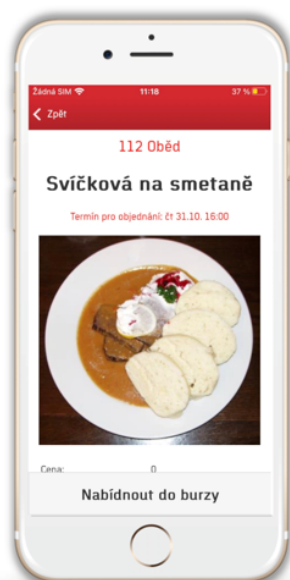 Žádná SIM 11:18 37 %
Zpět
112 Oběd
Svíčková na smetaně
Termín pro objednání: čt 31.10. 16:00
Cena: 0
Nabídnout do burzy